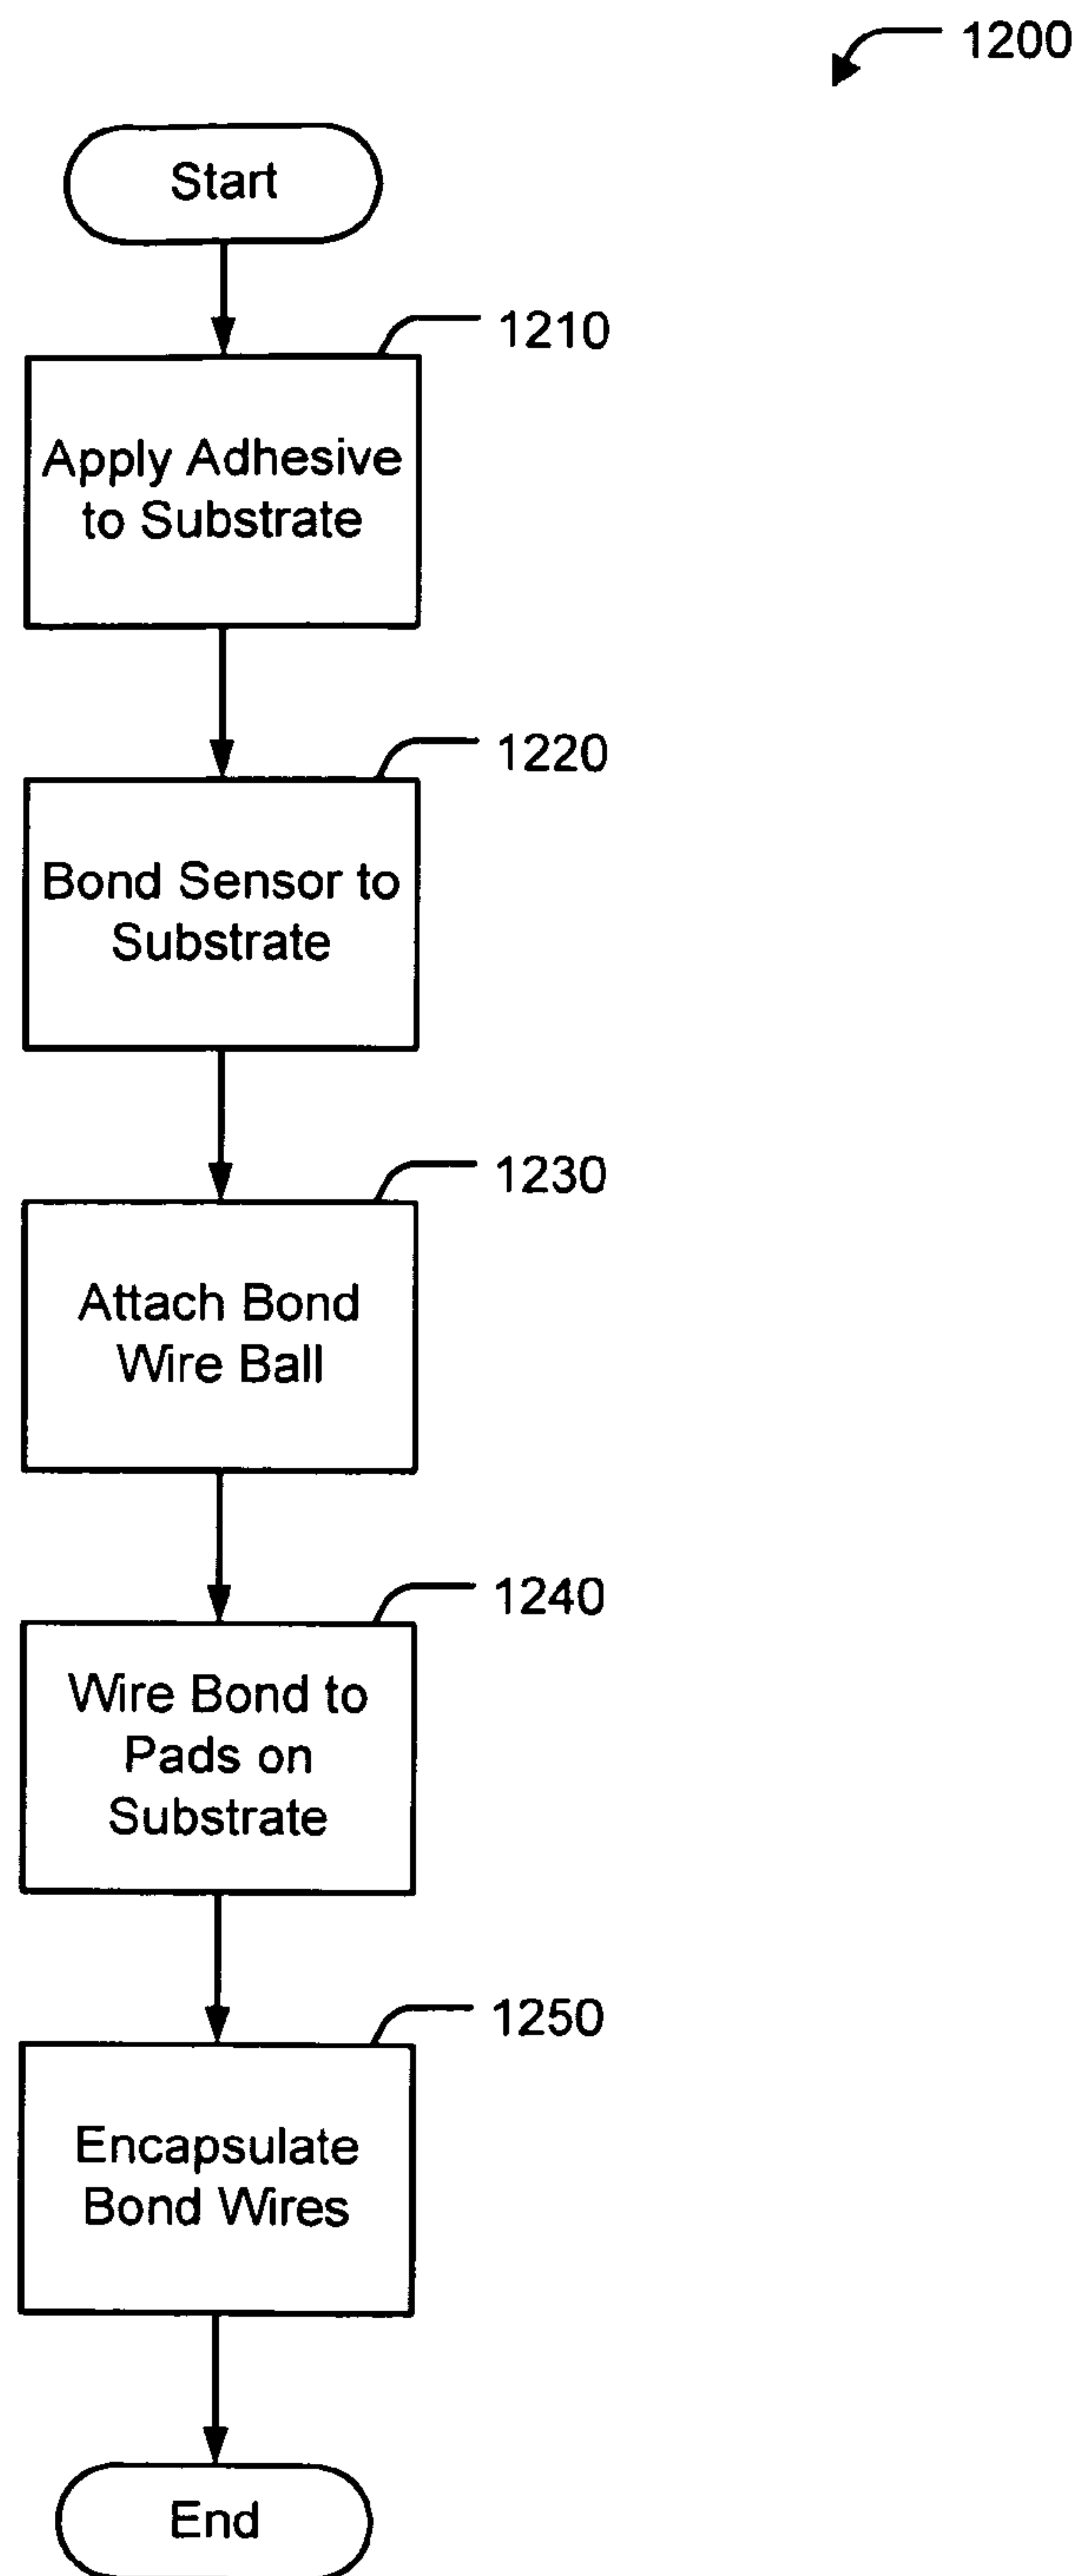 1200
Start
1210
Apply Adhesive
to Substrate
1220
Bond Sensor to
Substrate
1230
Attach Bond
Wire Ball
1240
Wire Bond to
Pads on
Substrate
1250
Encapsulate
Bond Wires
End